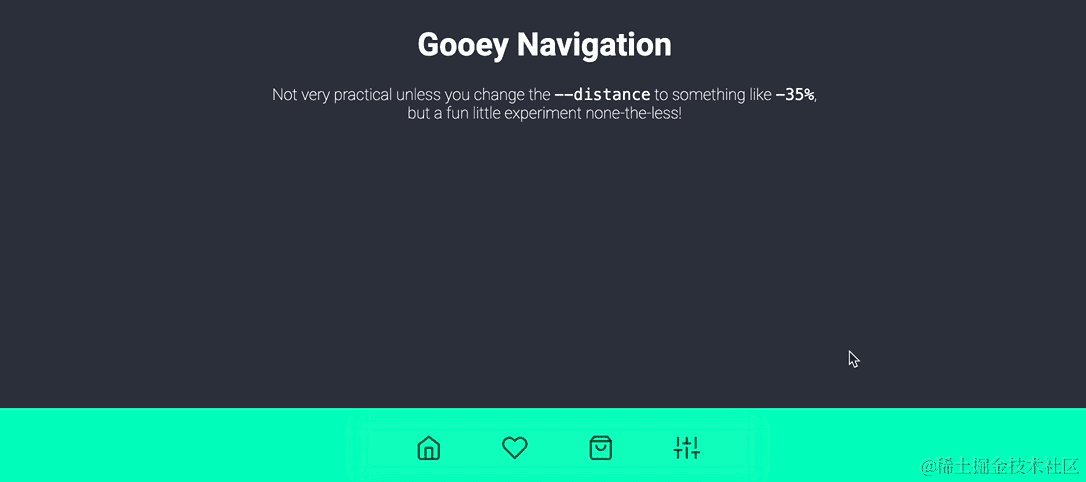 Gooey Navigation
Not very practical unless you change the --distance to something like -35%,
but a fun little experiment none-the-less!
@稀土掘金技术社区